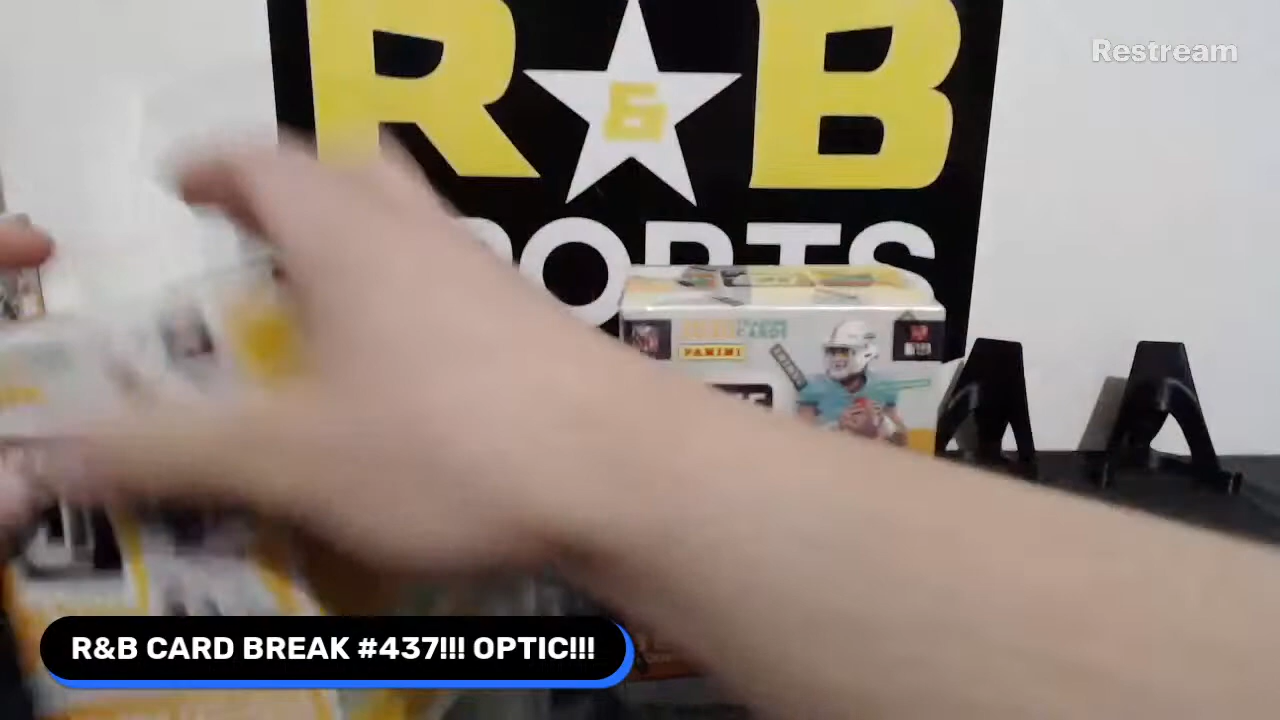 R & B
Restream
SPORTS
PANINI
R&B CARD BREAK #437!!! OPTIC!!!